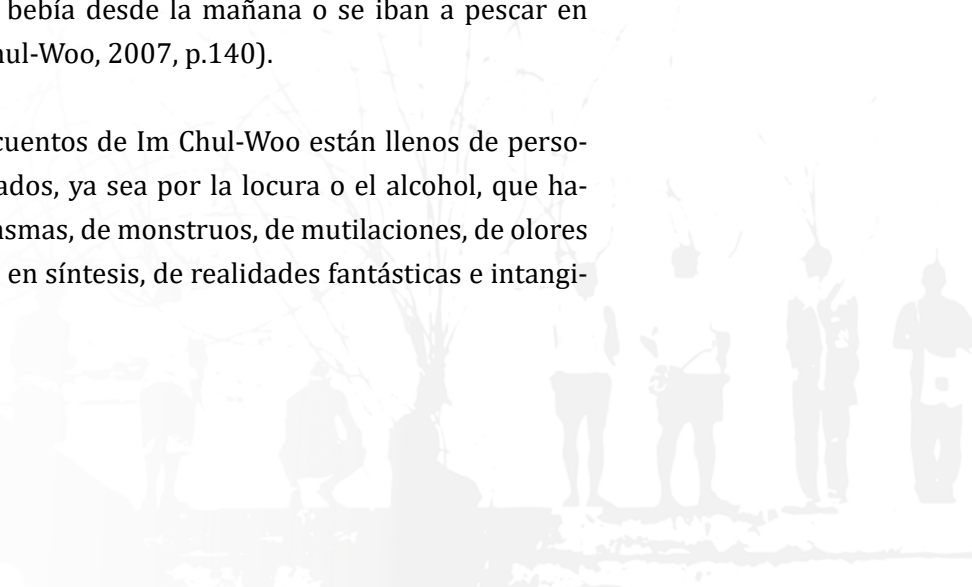 bebía desde la mañana o se iban a pescar en
hul-Woo, 2007, p.140).
cuentos de Im Chul-Woo están llenos de perso-
ados, ya sea por la locura o el alcohol, que ha-
asmas, de monstruos, de mutilaciones, de olores
en síntesis, de realidades fantásticas e intangi-